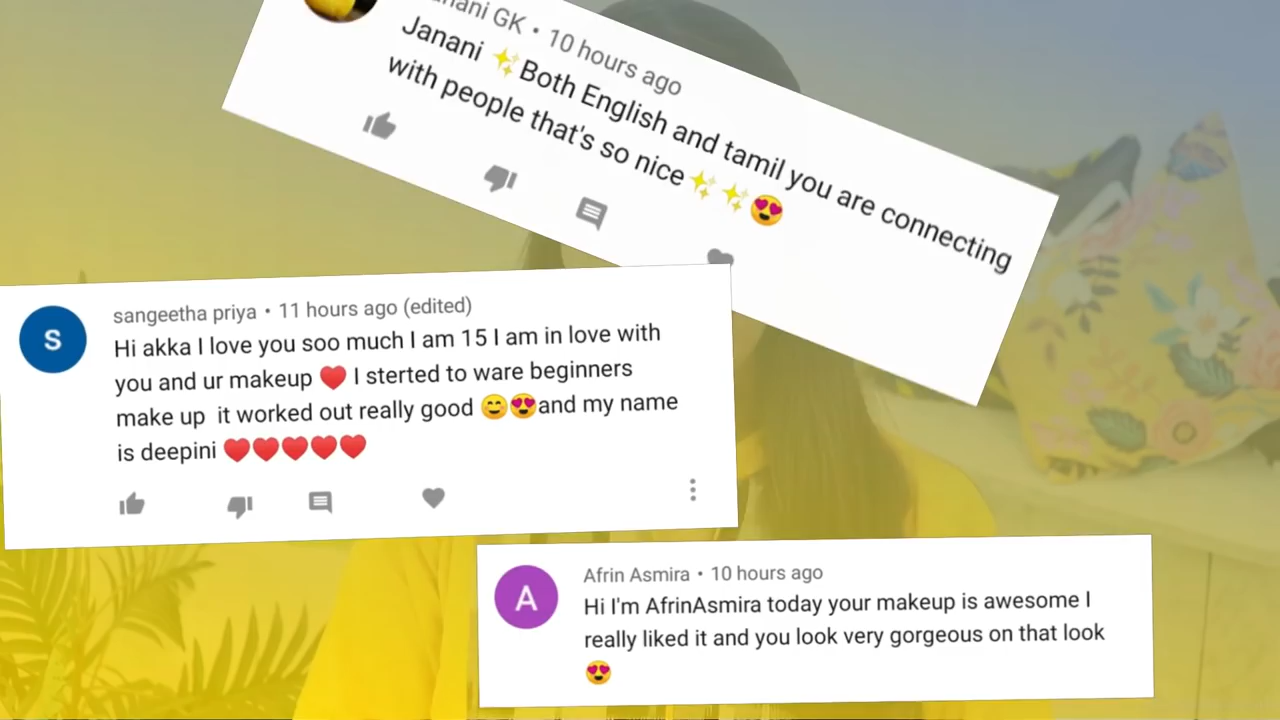 GK • 10 hours ago
Janani ✨Both English and tamil you are connecting
with people that's so nice✨✨😍
S
sangeetha priya • 11 hours ago (edited)
Hi akka I love you soo much I am 15 I am in love with
you and ur makeup ❤️ I sterted to ware beginners
make up it worked out really good 😊😍and my name
is deepini ❤️❤️❤️❤️❤️
A
Afrin Asmira • 10 hours ago
Hi I'm AfrinAsmira today your makeup is awesome I
really liked it and you look very gorgeous on that look
😍